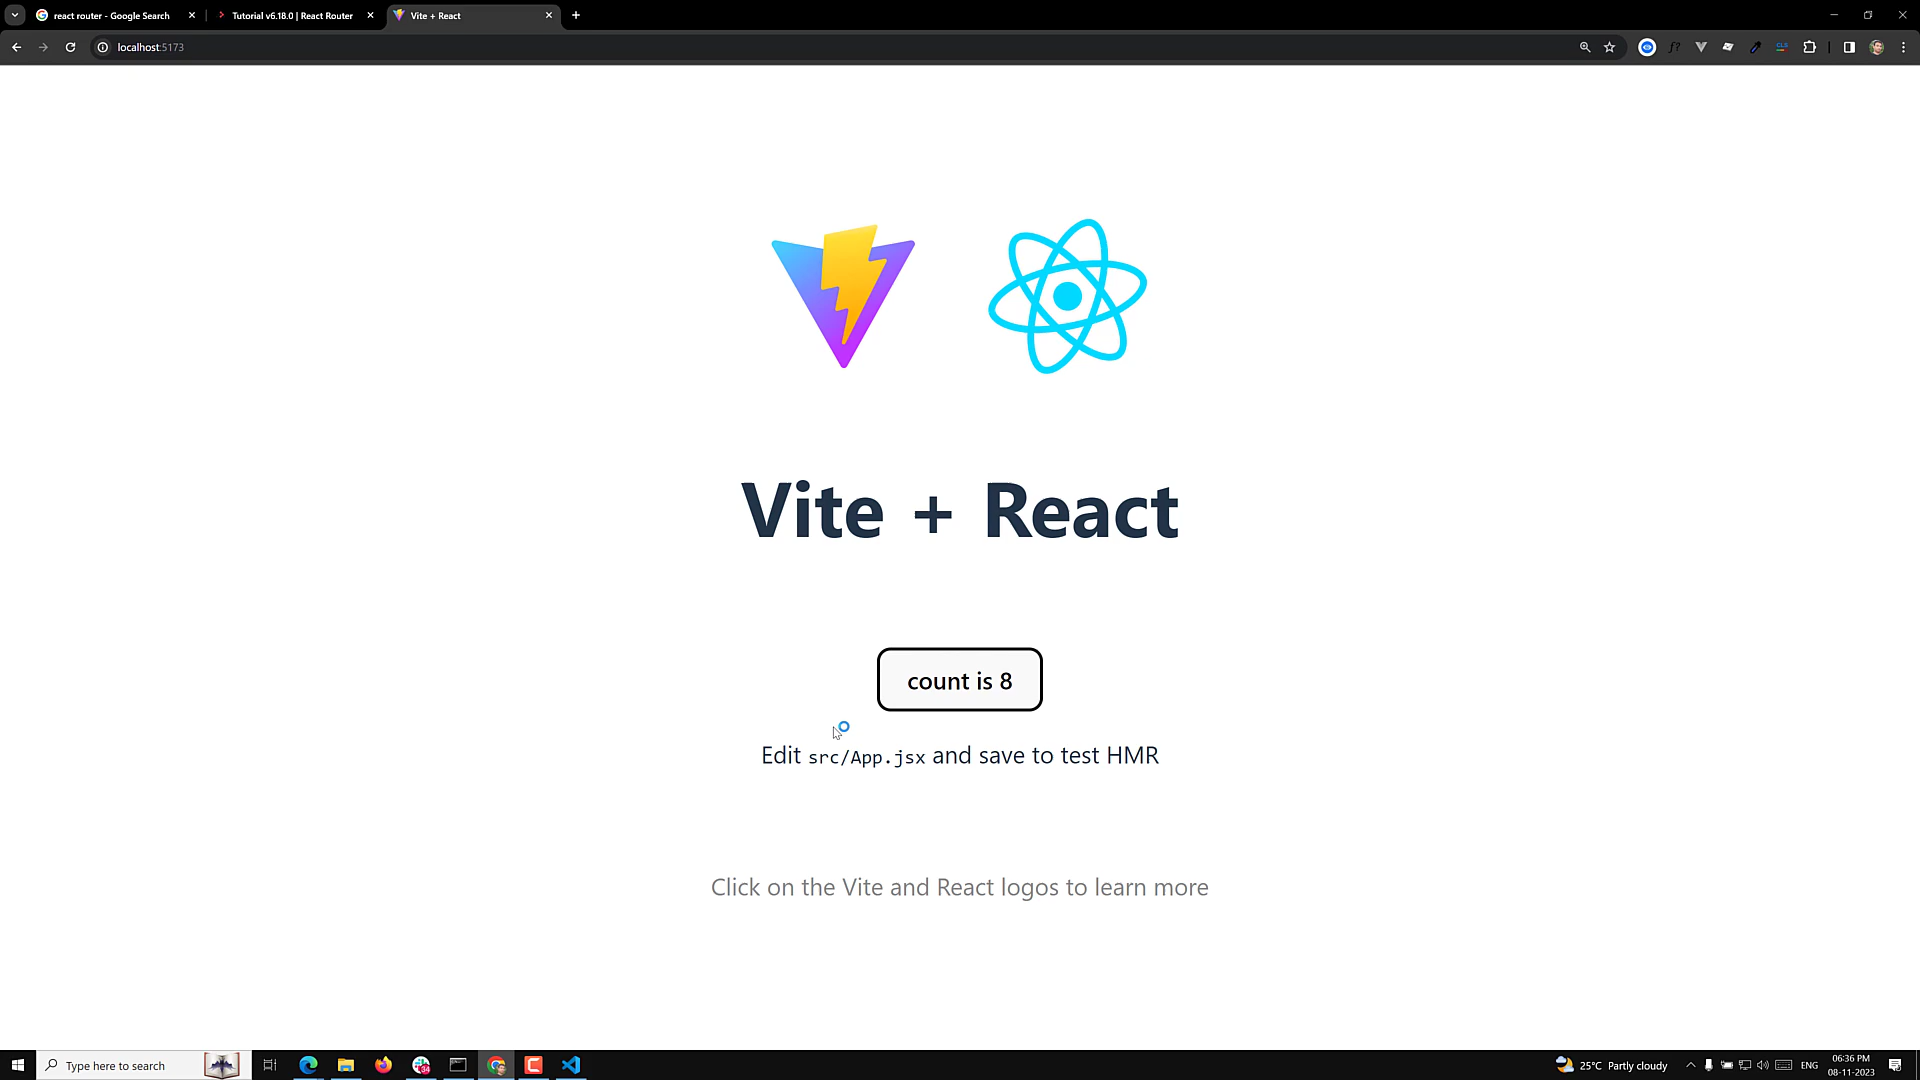 react router - Google Search
Tutorial v6.18.0 | React Router
Vite + React
localhost:5173
Vite + React
count is 8
Edit src/App.jsx and save to test HMR
Click on the Vite and React logos to learn more
Type here to search
34
25°C Partly cloudy
ENG
06:36 PM
08-11-2023